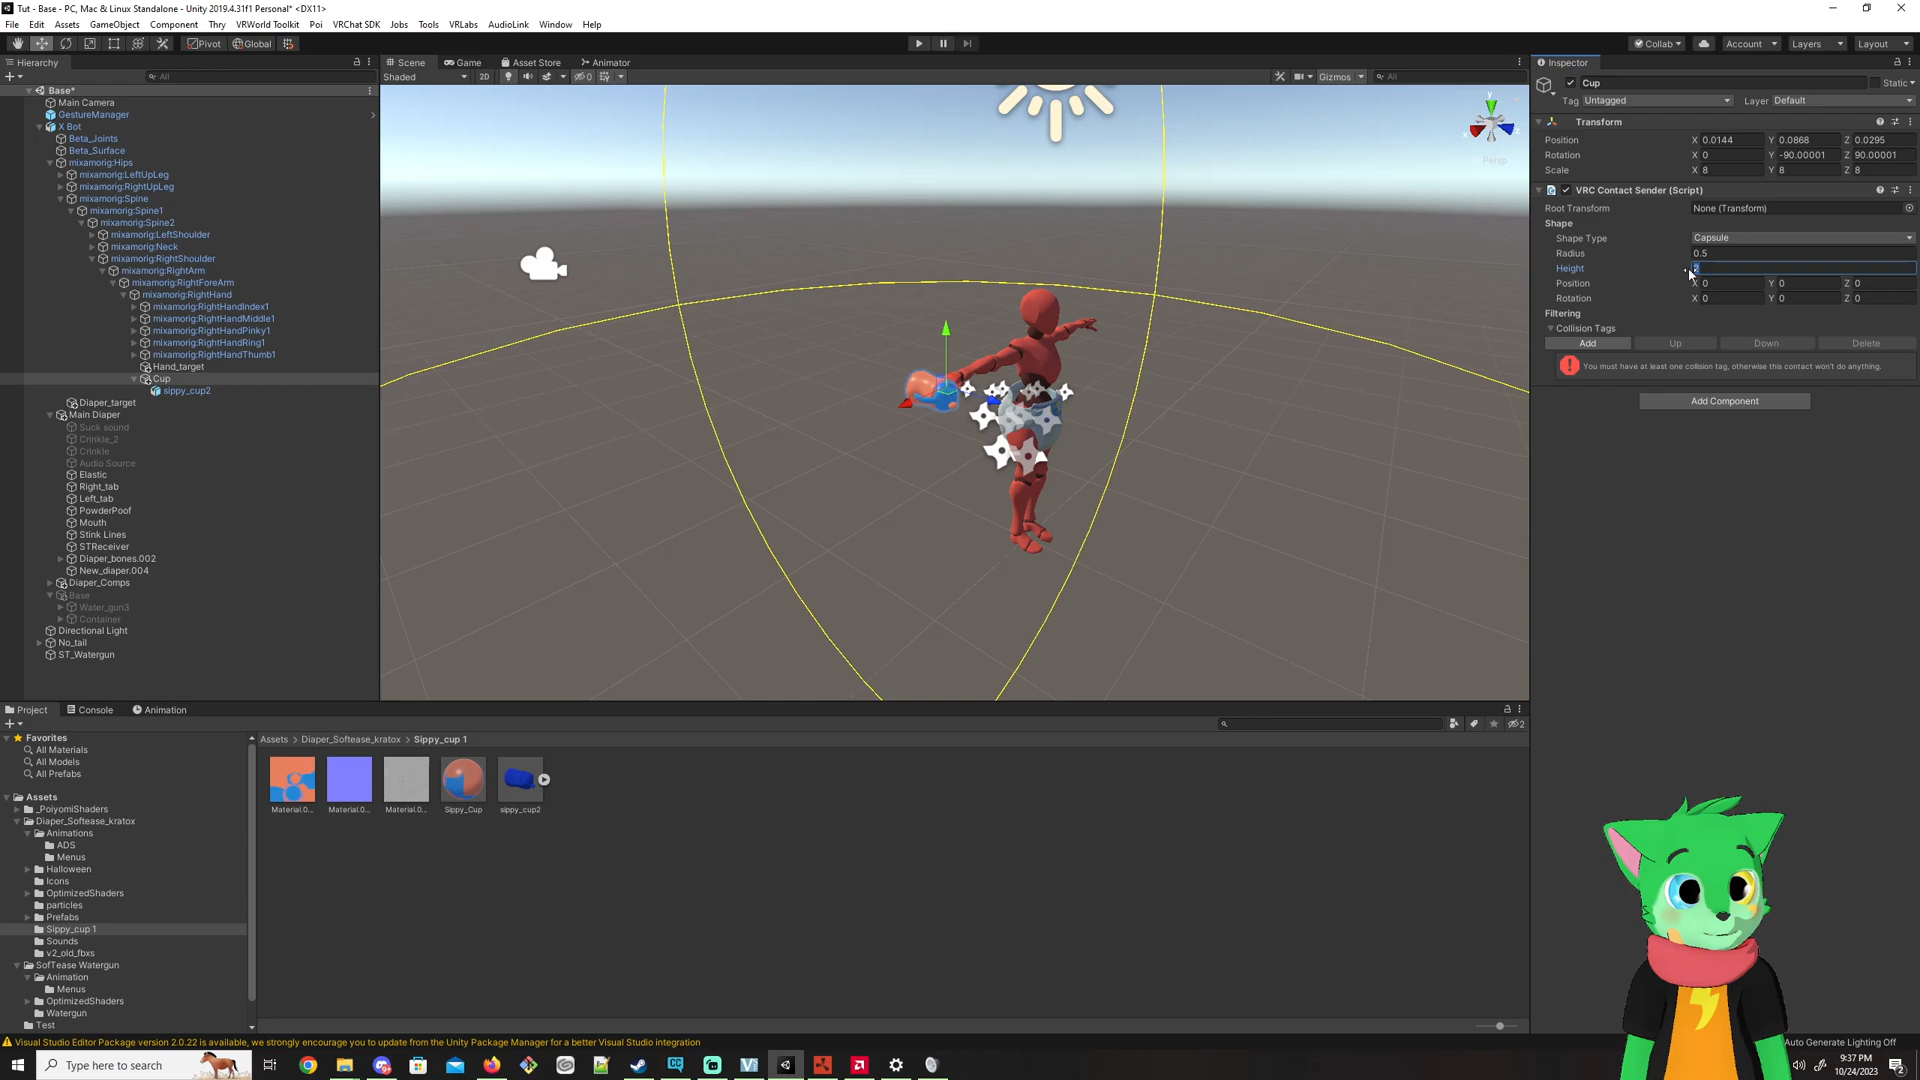 Tut - Base - PC, Mac & Linux Standalone - Unity 2019.4.31f1 Personal* <DX11>
File Edit Assets GameObject Component Thry VRWorld Toolkit Poi VRChat SDK Jobs Tools VRLabs AudioLink Window Help
Pivot Global Collab Account Layers Layout
Hierarchy Scene Game Asset Store Animator Inspector
All Shaded 2D 0 Gizmos All
Base*
Main Camera
GestureManager
X Bot
Beta_Joints
Beta_Surface
mixamorig:Hips
mixamorig:LeftUpLeg
mixamorig:RightUpLeg
mixamorig:Spine
mixamorig:Spine1
mixamorig:Spine2
mixamorig:LeftShoulder
mixamorig:Neck
mixamorig:RightShoulder
mixamorig:RightArm
mixamorig:RightForeArm
mixamorig:RightHand
mixamorig:RightHandIndex1
mixamorig:RightHandMiddle1
mixamorig:RightHandPinky1
mixamorig:RightHandRing1
mixamorig:RightHandThumb1
Hand_target
Cup
sippy_cup2
Diaper_target
Main Diaper
Suck sound
Crinkle_2
Crinkle
Audio Source
Elastic
Right_tab
Left_tab
PowderPoof
Mouth
Stink Lines
STReceiver
Diaper_bones.002
New_diaper.004
Diaper_Comps
Base
Water_gun3
Container
Directional Light
No_tail
ST_Watergun
y
x z
Persp
Cup Static
Tag Untagged Layer Default
Transform
Position X 0.0144 Y 0.0868 Z 0.0295
Rotation X 0 Y -90.00001 Z 90.00001
Scale X 8 Y 8 Z 8
VRC Contact Sender (Script)
Root Transform None (Transform)
Shape
Shape Type Capsule
Radius 0.5
Height 2
Position X 0 Y 0 Z 0
Rotation X 0 Y 0 Z 0
Filtering
Collision Tags
Add Up Down Delete
You must have at least one collision tag, otherwise this contact won't do anything.
Add Component
Project Console Animation
2
Favorites
All Materials
All Models
All Prefabs
Assets
_PoiyomiShaders
Diaper_Softease_kratox
Animations
ADS
Menus
Halloween
Icons
OptimizedShaders
particles
Prefabs
Sippy_cup 1
Sounds
v2_old_fbxs
SofTease Watergun
Animation
Menus
OptimizedShaders
Watergun
Test
Assets > Diaper_Softease_kratox > Sippy_cup 1
Material.0... Material.0... Material.0... Sippy_Cup sippy_cup2
Visual Studio Editor Package version 2.0.22 is available, we strongly encourage you to update from the Unity Package Manager for a better Visual Studio integration
Auto Generate Lighting Off
Type here to search
9:37 PM
10/24/2023
2